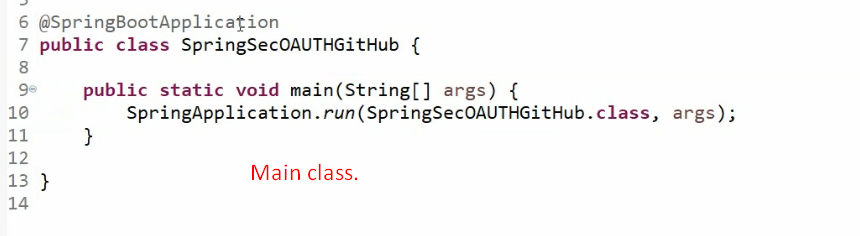 6 @SpringBootApplication
7 public class SpringSecOAUTHGitHub {
8
9 public static void main(String[] args) {
10 SpringApplication.run(SpringSecOAUTHGitHub.class, args);
11 }
12
Main class.
13 }
14